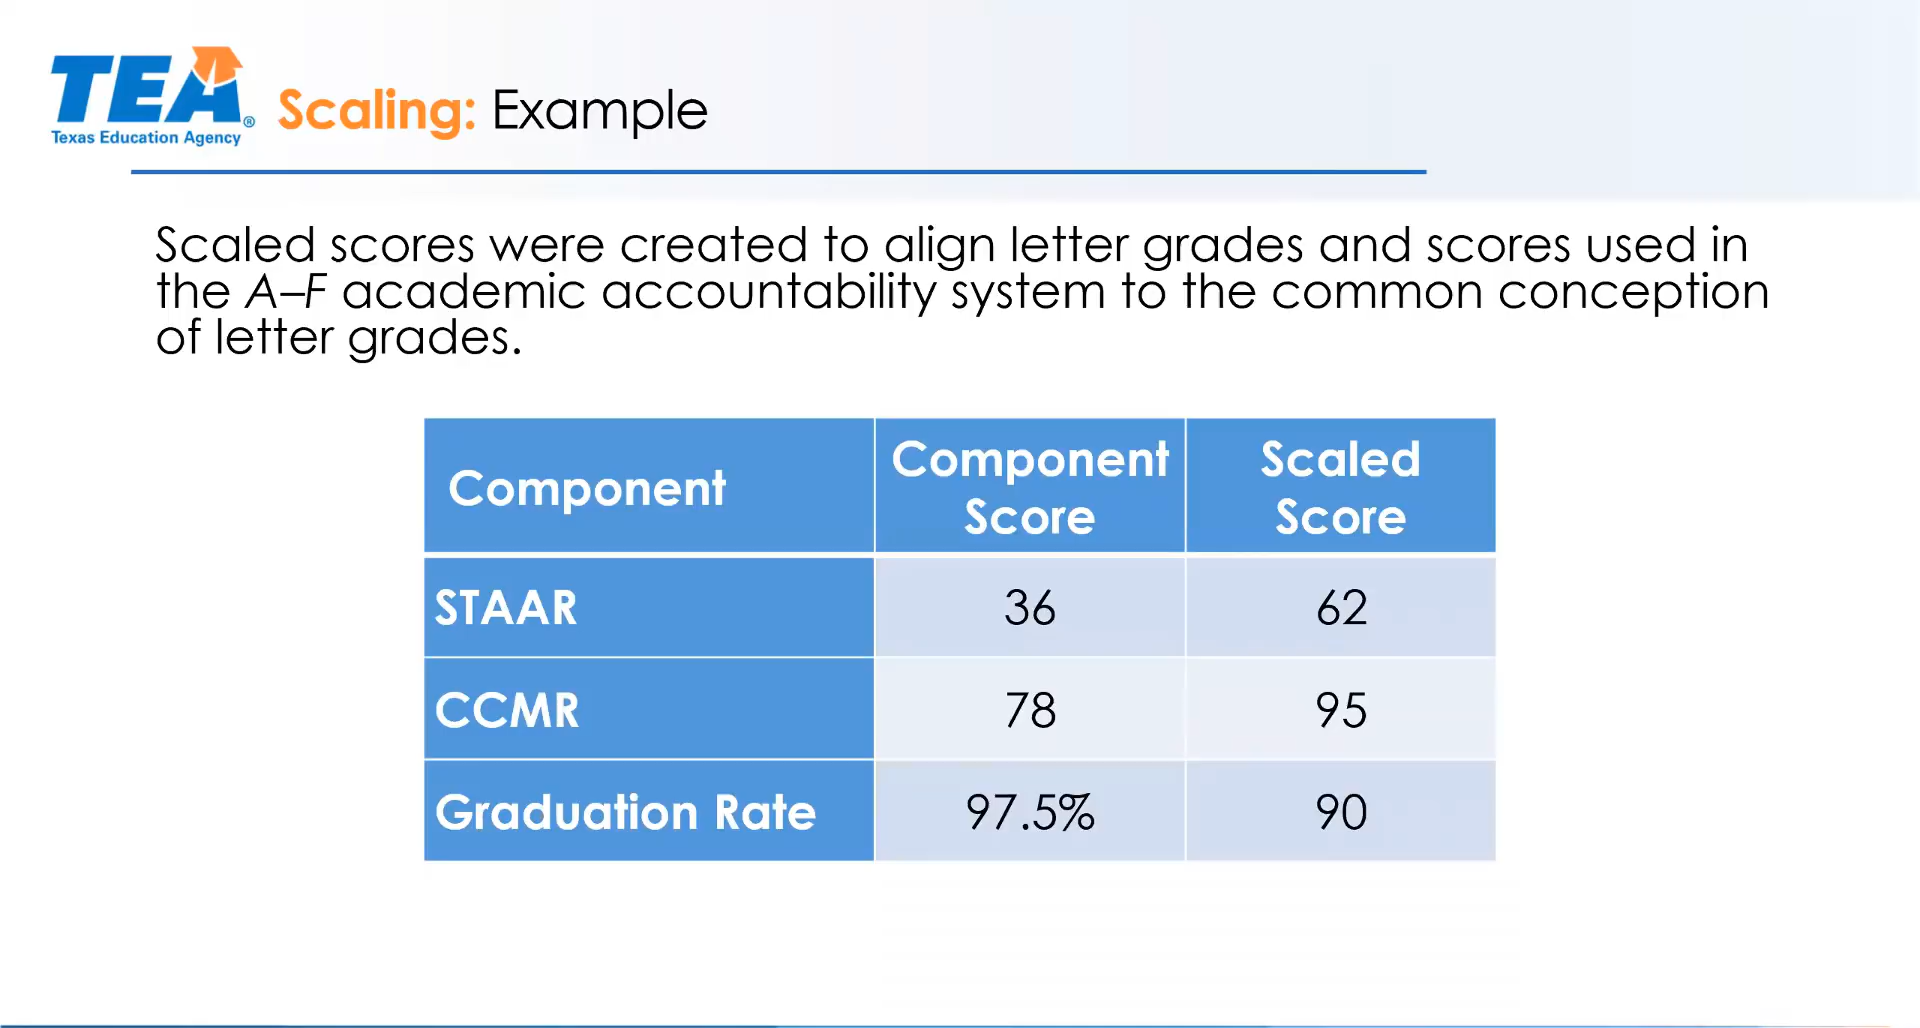 TEA®
Texas Education Agency
Scaling: Example
Scaled scores were created to align letter grades and scores used in
the A–F academic accountability system to the common conception
of letter grades.
Component
Component
Score
Scaled
Score
STAAR 36 62
CCMR 78 95
Graduation Rate 97.5% 90